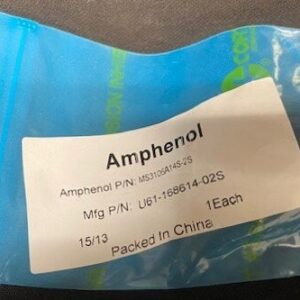 Amphenol
Amphenol P/N: MS3106A14S-2S
Mfg P/N: U61-168614-02S
15/13 1Each
Packed In China